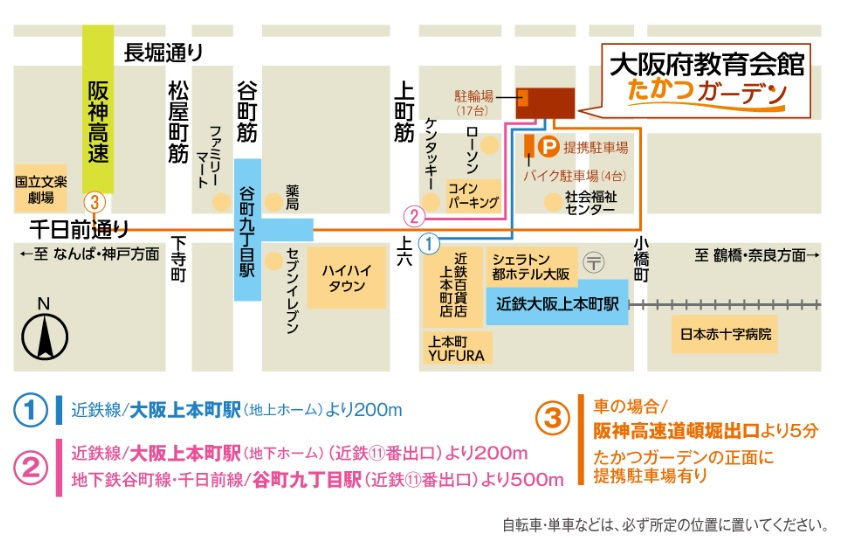 長堀通り
阪神高速
松屋町筋
谷町筋
上町筋
大阪府教育会館
たかつガーデン
駐輪場
(17台)
ファミリー
マート
ケンタッキー
ローソン
P 提携駐車場
バイク駐車場(4台)
国立文楽
劇場
谷町九丁目駅
薬局
コイン
パーキング
社会福祉
センター
③
②
①
千日前通り
←至 なんば・神戸方面
下寺町
セブンイレブン
ハイハイ
タウン
上六
近鉄百貨店
上本町店
シェラトン
都ホテル大阪
〒
小橋町
至 鶴橋・奈良方面→
近鉄大阪上本町駅
日本赤十字病院
上本町
YUFURA
N
① 近鉄線/大阪上本町駅(地上ホーム)より200m
② 近鉄線/大阪上本町駅(地下ホーム)(近鉄⑪番出口)より200m
地下鉄谷町線・千日前線/谷町九丁目駅(近鉄⑪番出口)より500m
③ 車の場合/
阪神高速道頓堀出口より5分
たかつガーデンの正面に
提携駐車場有り
自転車・単車などは、必ず所定の位置に置いてください。